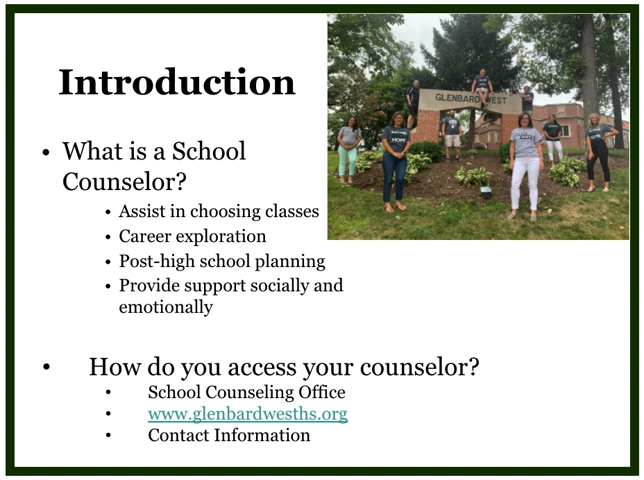 Introduction
GLENBARD WEST
• What is a School
Counselor?
• Assist in choosing classes
• Career exploration
• Post-high school planning
• Provide support socially and
emotionally
• How do you access your counselor?
• School Counseling Office
• www.glenbardwesths.org
• Contact Information